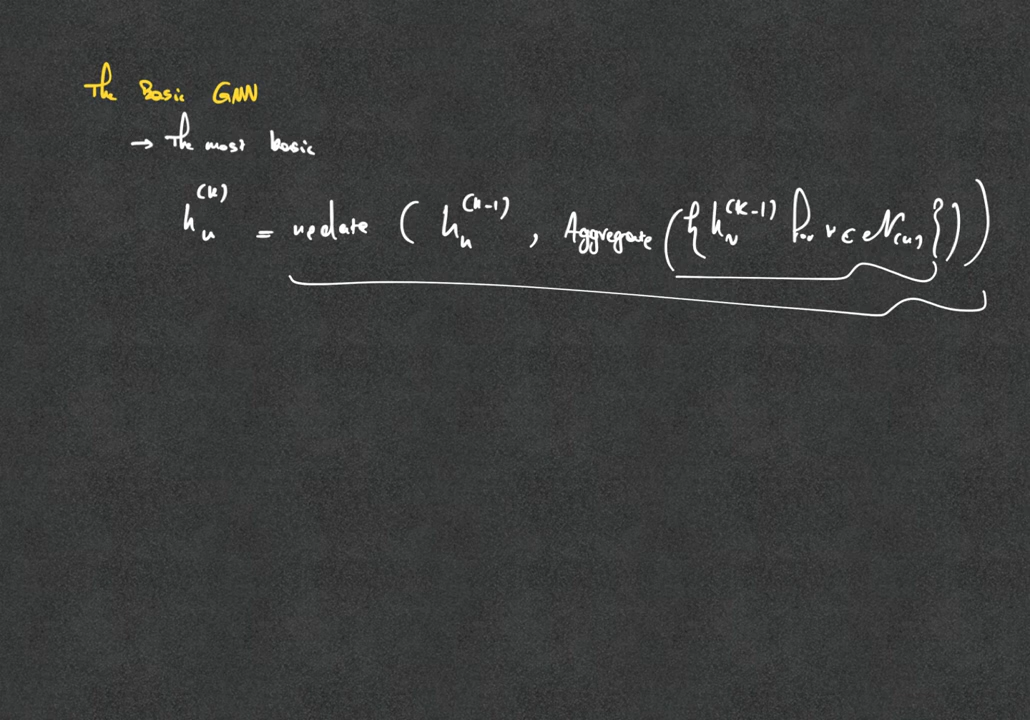 The Basic GNN
→ The most basic
h_u^(k) = update ( h_u^(k-1) , Aggregate ( { h_v^(k-1) for v ∈ N(u) } ) )